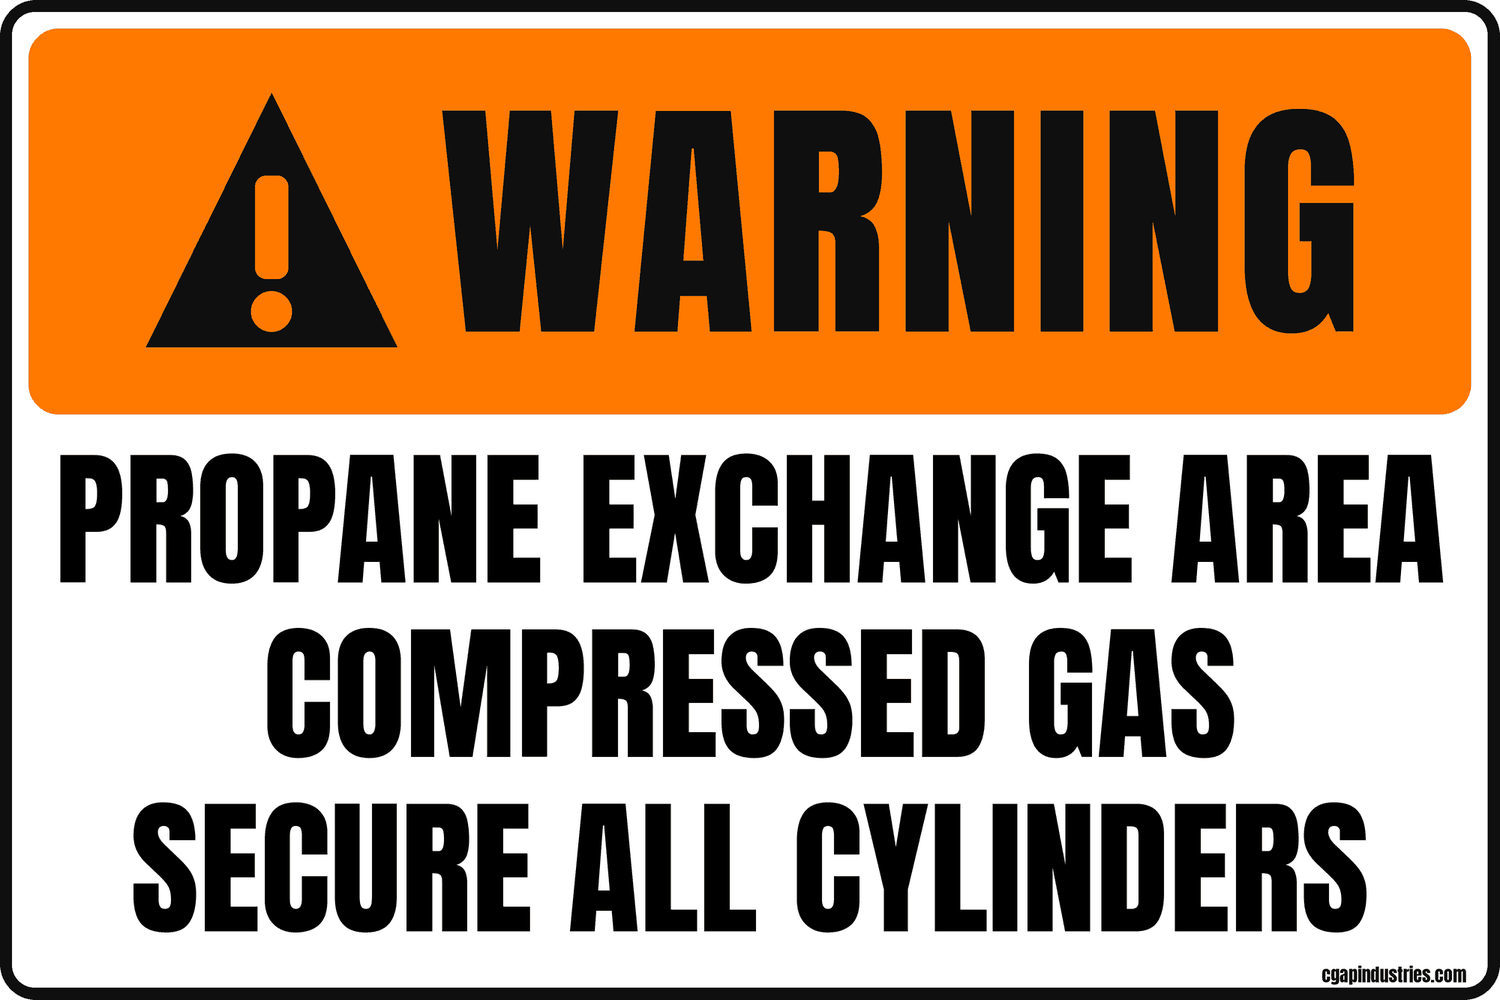 WARNING
PROPANE EXCHANGE AREA
COMPRESSED GAS
SECURE ALL CYLINDERS
cgapindustries.com